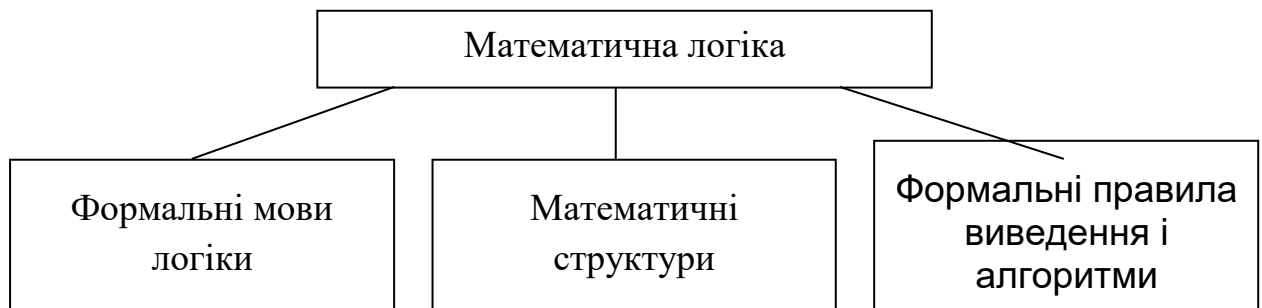 Математична логіка
Формальні мови
логіки
Математичні
структури
Формальні правила
виведення і
алгоритми